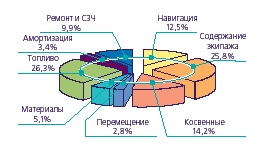 Ремонт и СЗЧ
9,9%
Навигация
12,5%
Амортизация
3,4%
Содержание
экипажа
25,8%
Топливо
26,3%
Материалы
5,1%
Перемещение
2,8%
Косвенные
14,2%